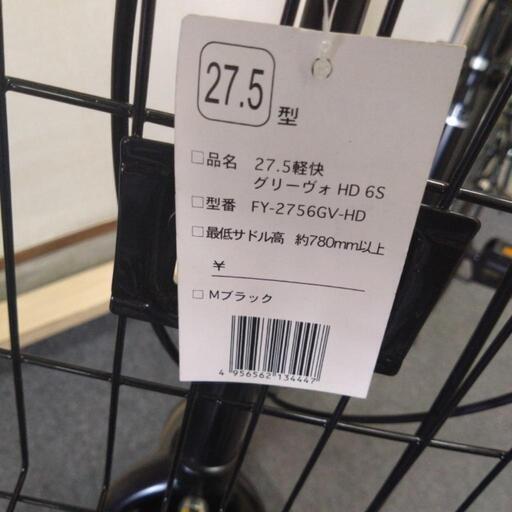 27.5型
□品名 27.5軽快
グリーヴォ HD 6S
□型番 FY-2756GV-HD
□最低サドル高 約780mm以上
¥
□Mブラック
4 956562 134447